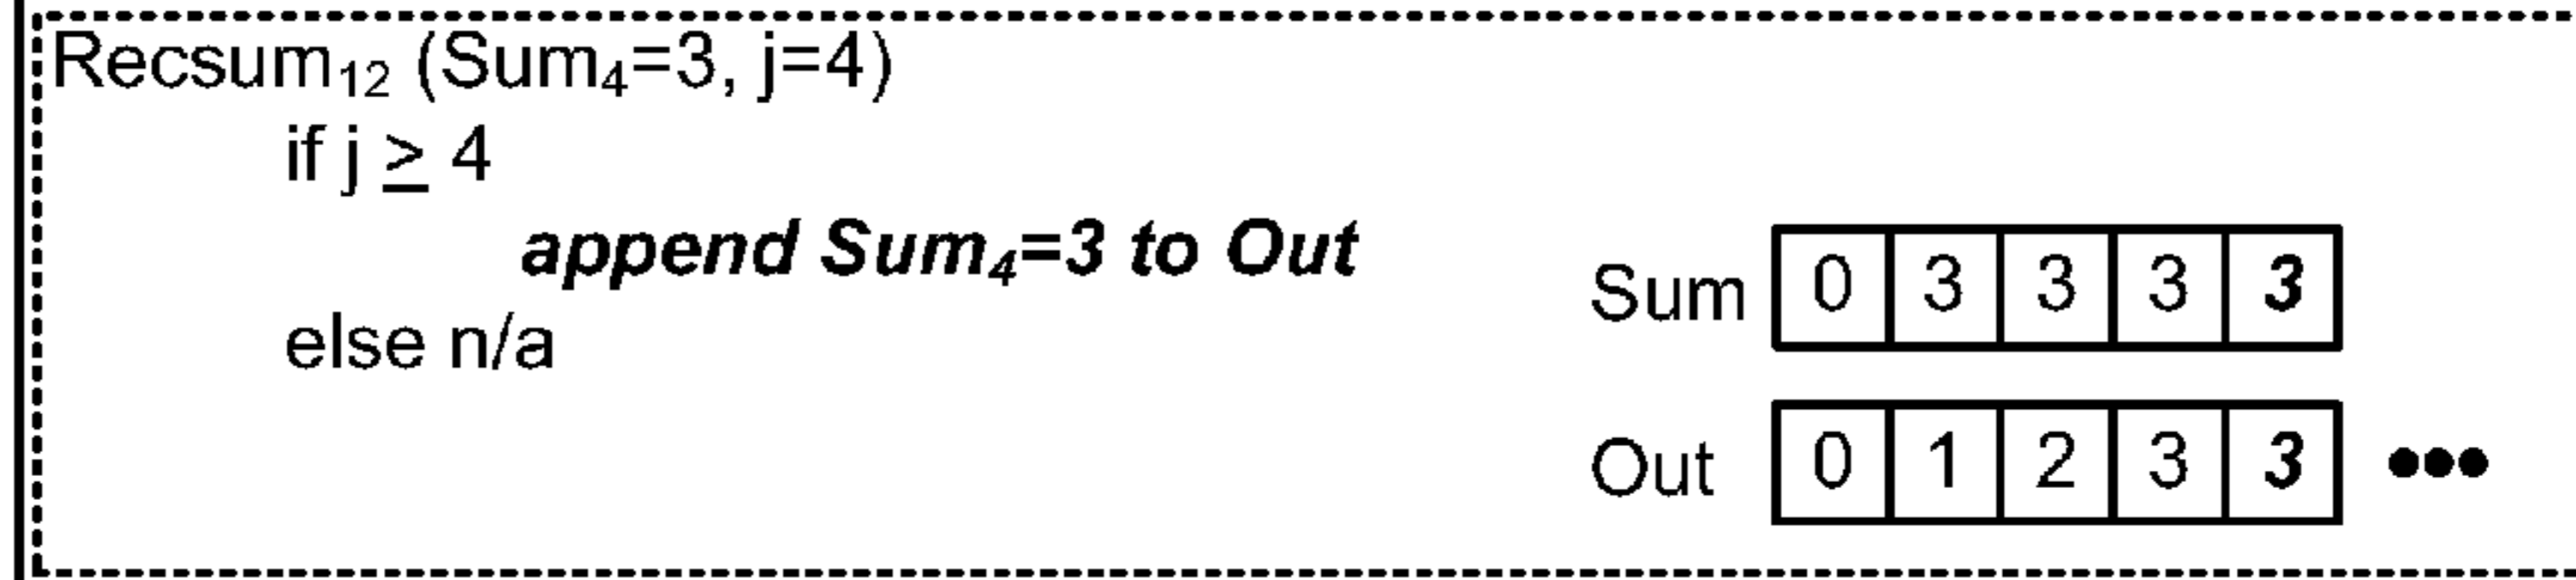 Recsum₁₂ (Sum₄=3, j=4)
if j ≥ 4
append Sum₄=3 to Out
else n/a
Sum 0 3 3 3 3
Out 0 1 2 3 3 •••